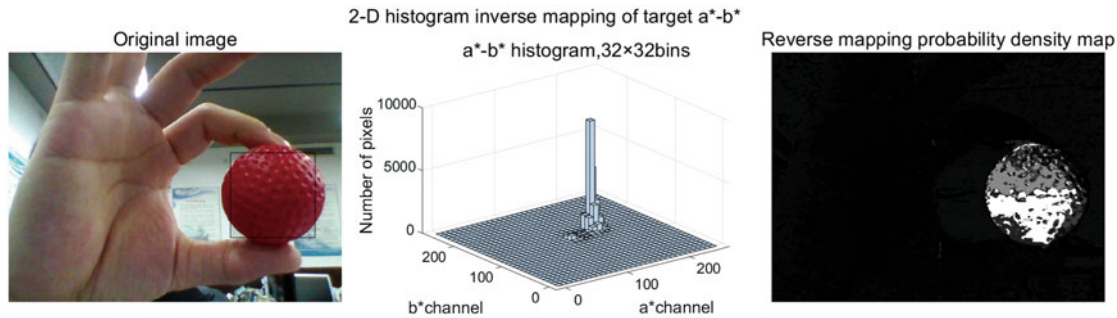 2-D histogram inverse mapping of target a*-b*
Original image
a*-b* histogram,32×32bins
Reverse mapping probability density map
Number of pixels
10000
5000
0
200
100
0
b*channel
0
100
200
a*channel